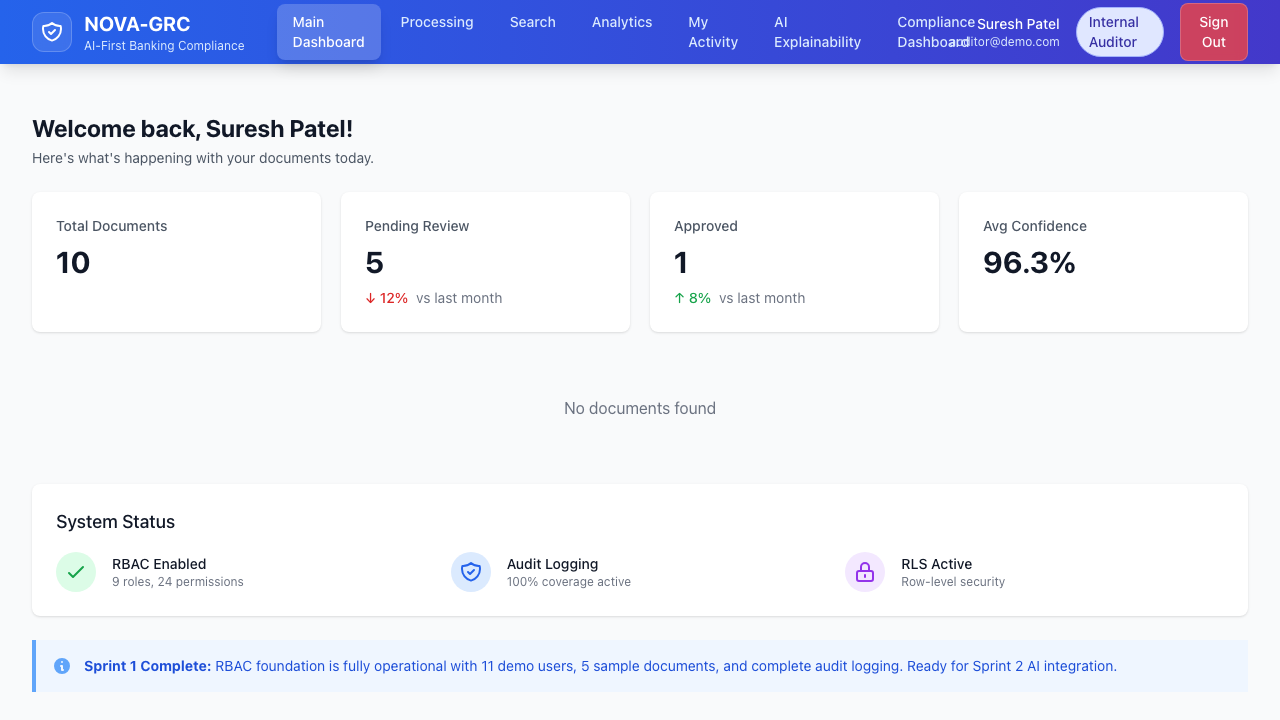 NOVA-GRC
AI-First Banking Compliance
Main
Dashboard
Processing
Search
Analytics
My
Activity
AI
Explainability
Compliance
Dashboard
Suresh Patel
auditor@demo.com
Internal
Auditor
Sign
Out
Welcome back, Suresh Patel!
Here's what's happening with your documents today.
Total Documents
10
Pending Review
5
↓ 12% vs last month
Approved
1
↑ 8% vs last month
Avg Confidence
96.3%
No documents found
System Status
RBAC Enabled
9 roles, 24 permissions
Audit Logging
100% coverage active
RLS Active
Row-level security
Sprint 1 Complete: RBAC foundation is fully operational with 11 demo users, 5 sample documents, and complete audit logging. Ready for Sprint 2 AI integration.